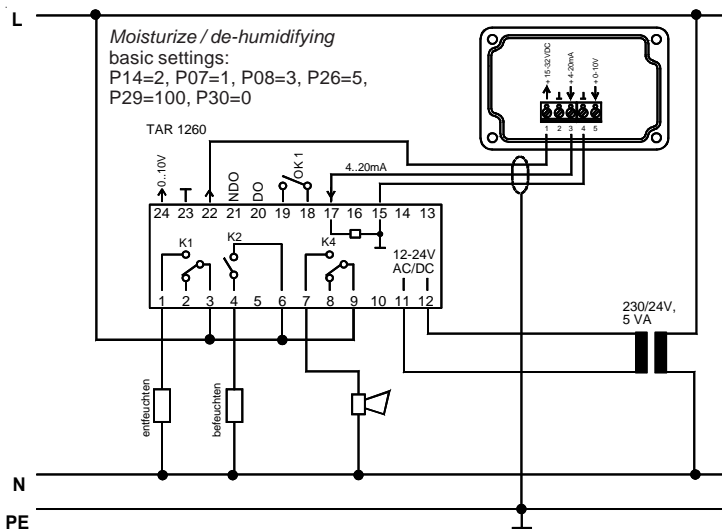 L
Moisturize / de-humidifying
basic settings:
P14=2, P07=1, P08=3, P26=5,
P29=100, P30=0
+ 15-32VDC
+ 4-20mA
+ 0-10V
1 2 3 4 5
TAR 1260
0..10V
NDO
DO
OK 1
4..20mA
24 23 22 21 20 19 18 17 16 15 14 13
K1
K2
K4
12-24V
AC/DC
1 2 3 4 5 6 7 8 9 10 11 12
230/24V,
5 VA
entfeuchten
befeuchten
N
PE